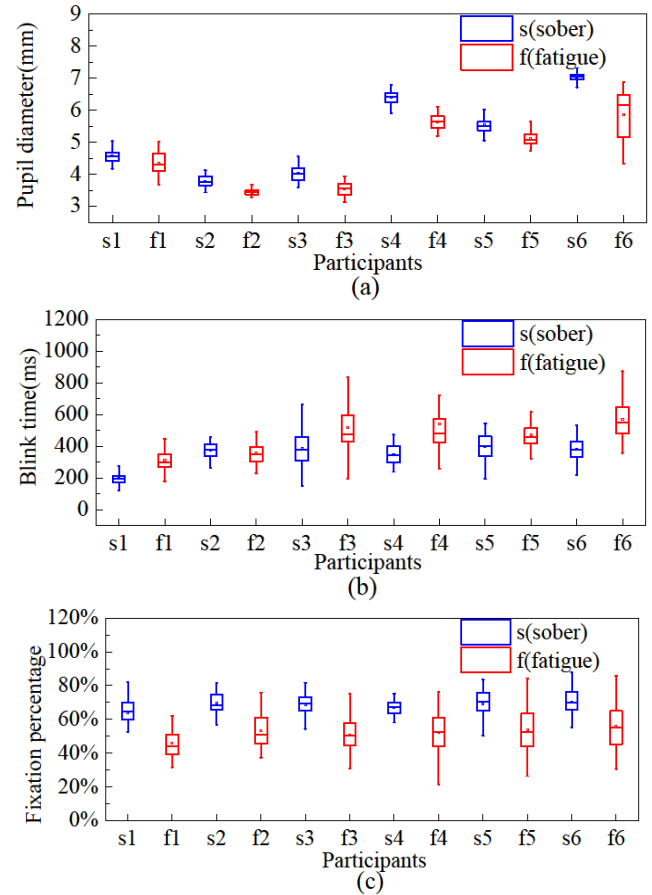 9
8
7
6
5
4
3
Pupil diameter(mm)
s(sober)
f(fatigue)
s1 f1 s2 f2 s3 f3 s4 f4 s5 f5 s6 f6
Participants
(a)
1200
1000
800
600
400
200
0
Blink time(ms)
s(sober)
f(fatigue)
s1 f1 s2 f2 s3 f3 s4 f4 s5 f5 s6 f6
Participants
(b)
120%
100%
80%
60%
40%
20%
0%
Fixation percentage
s(sober)
f(fatigue)
s1 f1 s2 f2 s3 f3 s4 f4 s5 f5 s6 f6
Participants
(c)